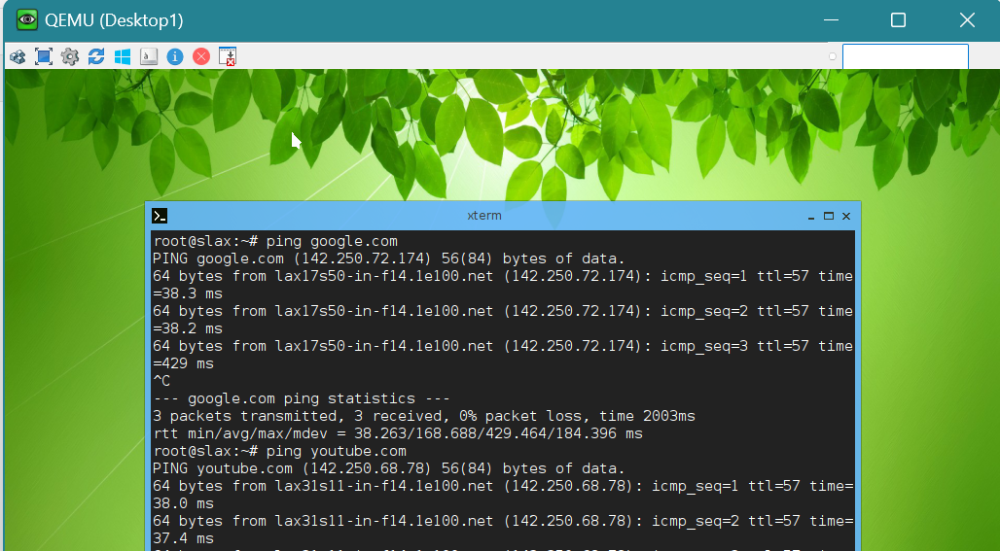 QEMU (Desktop1)
xterm
root@slax:~# ping google.com
PING google.com (142.250.72.174) 56(84) bytes of data.
64 bytes from lax17s50-in-f14.1e100.net (142.250.72.174): icmp_seq=1 ttl=57 time
=38.3 ms
64 bytes from lax17s50-in-f14.1e100.net (142.250.72.174): icmp_seq=2 ttl=57 time
=38.2 ms
64 bytes from lax17s50-in-f14.1e100.net (142.250.72.174): icmp_seq=3 ttl=57 time
=429 ms
^C
--- google.com ping statistics ---
3 packets transmitted, 3 received, 0% packet loss, time 2003ms
rtt min/avg/max/mdev = 38.263/168.688/429.464/184.396 ms
root@slax:~# ping youtube.com
PING youtube.com (142.250.68.78) 56(84) bytes of data.
64 bytes from lax31s11-in-f14.1e100.net (142.250.68.78): icmp_seq=1 ttl=57 time=
38.0 ms
64 bytes from lax31s11-in-f14.1e100.net (142.250.68.78): icmp_seq=2 ttl=57 time=
37.4 ms